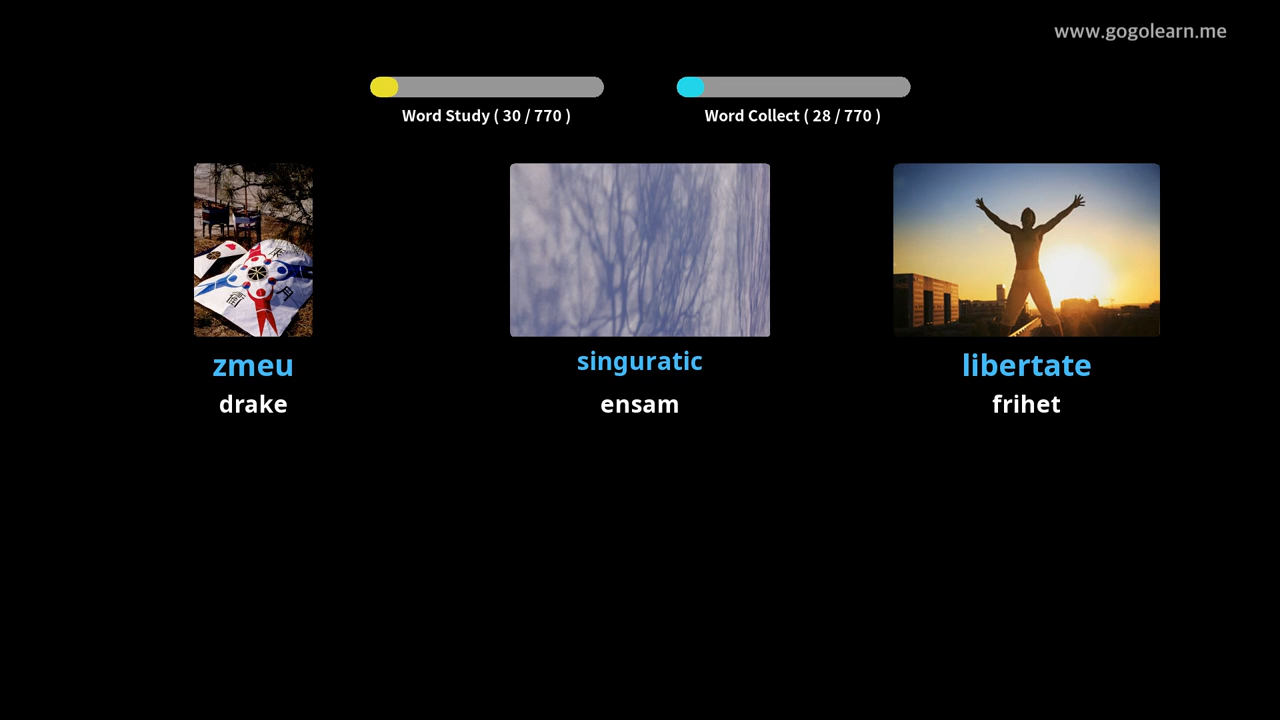 www.gogolearn.me
Word Study ( 30 / 770 )
Word Collect ( 28 / 770 )
zmeu
singuratic
libertate
drake
ensam
frihet